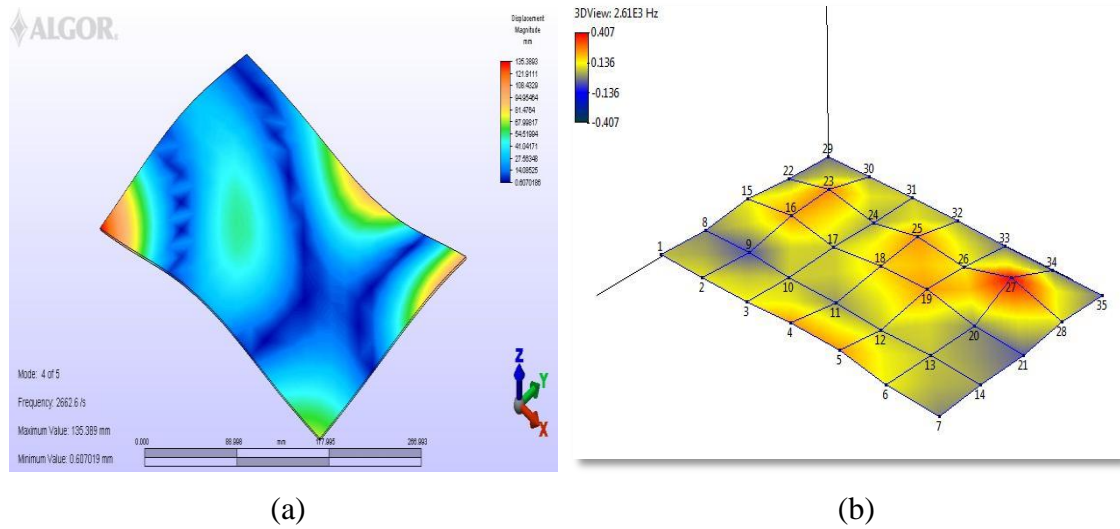 ALGOR®
Displacement
Magnitude
mm
135.3893
121.9111
108.4329
94.95464
81.4764
67.99817
54.51994
41.04171
27.56348
14.08525
0.6070186
Z
Y
X
Mode: 4 of 5
Frequency: 2662.6 /s
Maximum Value: 135.389 mm
Minimum Value: 0.607019 mm
0.000 88.998 mm 177.995 266.993
(a)
3DView: 2.61E3 Hz
0.407
0.136
-0.136
-0.407
29
22 23 30
15 16 31
8 24 25 32
1 9 17 33
2 10 18 26 34
3 11 19 27 35
4 12 20 28
5 13 21
6 14
7
(b)